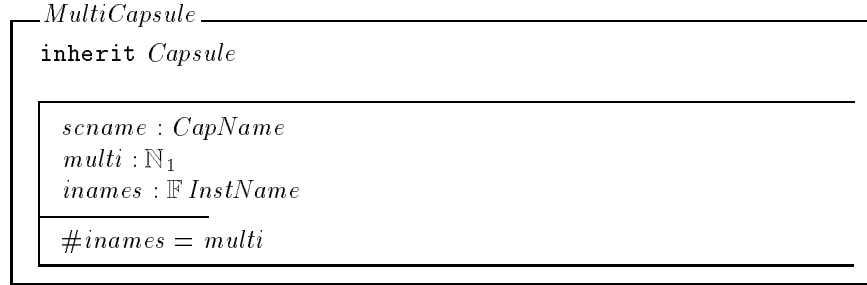 MultiCapsule
inherit Capsule
scname : CapName
multi : ℕ₁
inames : 𝔽 InstName
#inames = multi